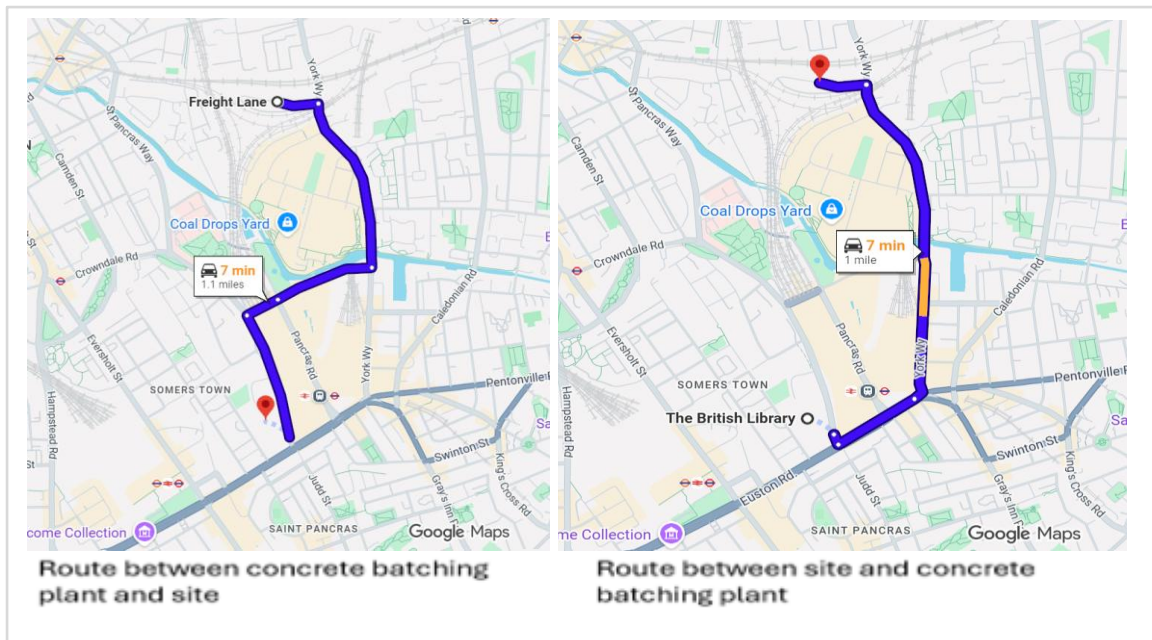 York Wy
Freight Lane
St Pancras Way
Camden St
Coal Drops Yard
Crowndale Rd
7 min
1.1 miles
Caledonian Rd
Eversholt St
Pancras Rd
York Wy
SOMERS TOWN
Pentonville
Hampstead Rd
Swinton St
Euston Rd
Judd St
Gray's Inn
King's Cross Rd
SAINT PANCRAS
come Collection
Google Maps
Route between concrete batching
plant and site
York Wy
St Pancras Way
Camden St
Coal Drops Yard
7 min
1 mile
Crowndale Rd
Caledonian Rd
Eversholt St
Pancras Rd
York Wy
SOMERS TOWN
Pentonville
The British Library
Hampstead Rd
Swinton St
Euston Rd
Judd St
Gray's Inn
King's Cross Rd
SAINT PANCRAS
me Collection
Google Maps
Route between site and concrete
batching plant